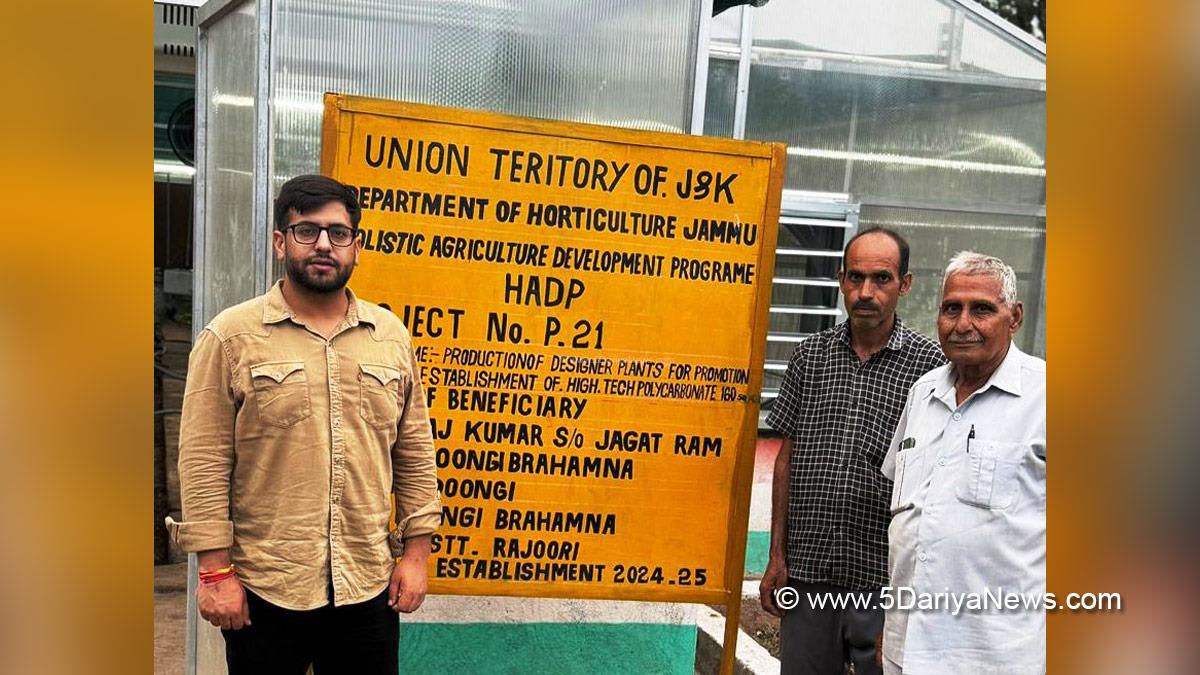 UNION TERITORY OF. J&K
DEPARTMENT OF HORTICULTURE JAMMU
OLISTIC AGRICULTURE DEVELOPMENT PROGRAME
HADP
JECT No. P. 21
ME:- PRODUCTION OF DESIGNER PLANTS FOR PROMOTION
ESTABLISHMENT OF HIGH.TECH POLYCARBONATE 160
F BENEFICIARY
AJ KUMAR S/o JAGAT RAM
OONGI BRAHAMNA
DOONGI
NGI BRAHAMNA
STT. RAJOORI
ESTABLISHMENT 2024-25
© www.5DariyaNews.com